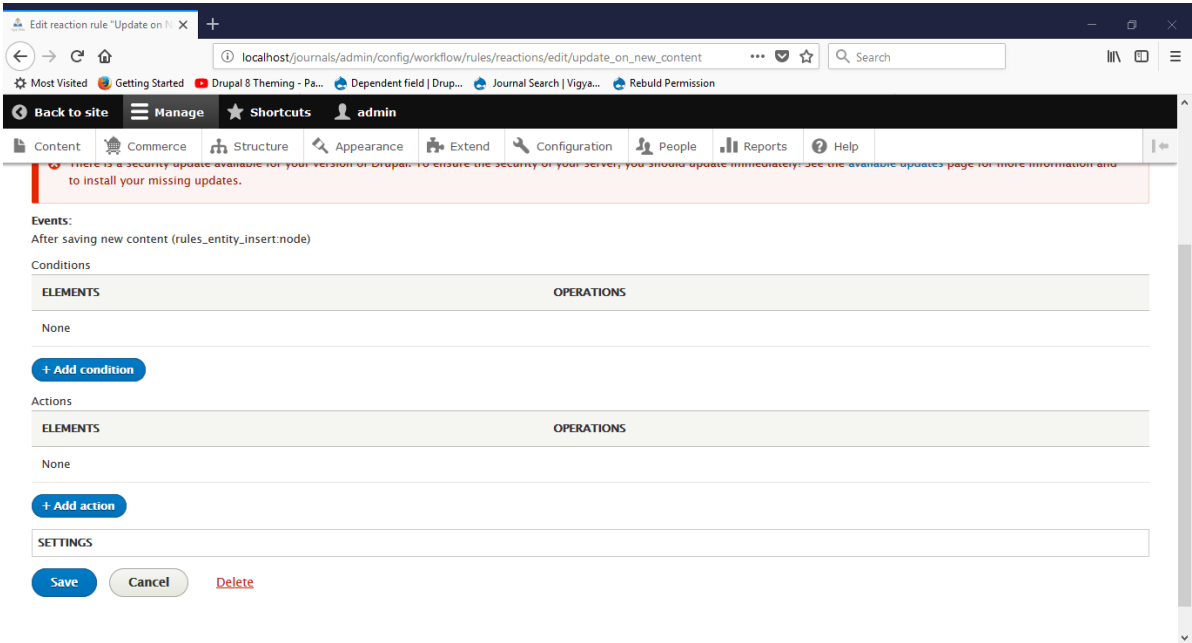 Edit reaction rule "Update on N
localhost/journals/admin/config/workflow/rules/reactions/edit/update_on_new_content
Search
Most Visited Getting Started Drupal 8 Theming - Pa... Dependent field | Drup... Journal Search | Vigya... Rebuld Permission
Back to site Manage Shortcuts admin
Content Commerce Structure Appearance Extend Configuration People Reports Help
There is a security update available for your version of Drupal. To ensure the security of your server, you should update immediately! See the available updates page for more information and
to install your missing updates.
Events:
After saving new content (rules_entity_insert:node)
Conditions
ELEMENTS OPERATIONS
None
+ Add condition
Actions
ELEMENTS OPERATIONS
None
+ Add action
SETTINGS
Save Cancel Delete